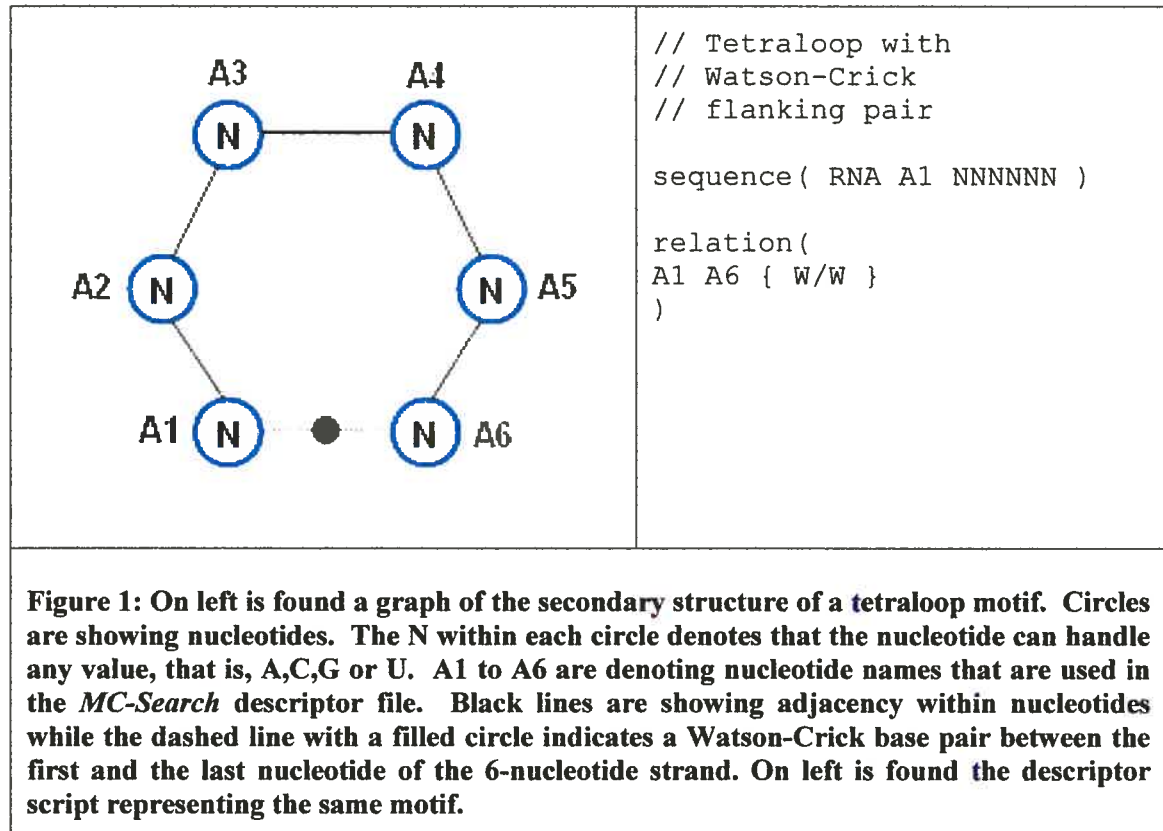 A3 A4
N N
A2 N N A5
A1 N N A6
// Tetraloop with
// Watson-Crick
// flanking pair
sequence( RNA A1 NNNNNN )
relation(
A1 A6 { W/W }
)
Figure 1: On left is found a graph of the secondary structure of a tetraloop motif. Circles
are showing nucleotides. The N within each circle denotes that the nucleotide can handle
any value, that is, A,C,G or U. A1 to A6 are denoting nucleotide names that are used in
the MC-Search descriptor file. Black lines are showing adjacency within nucleotides
while the dashed line with a filled circle indicates a Watson-Crick base pair between the
first and the last nucleotide of the 6-nucleotide strand. On left is found the descriptor
script representing the same motif.